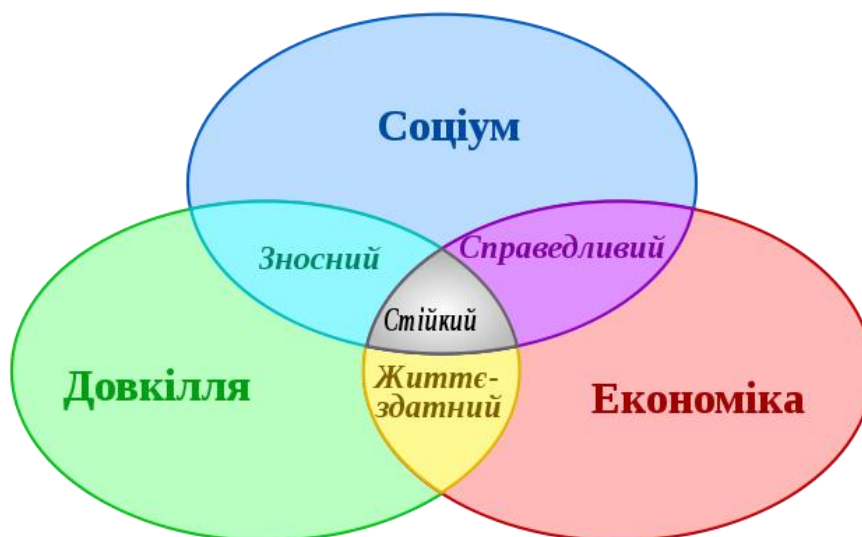 Соціум
Зносний
Справедливий
Стійкий
Довкілля
Життє-
здатний
Економіка